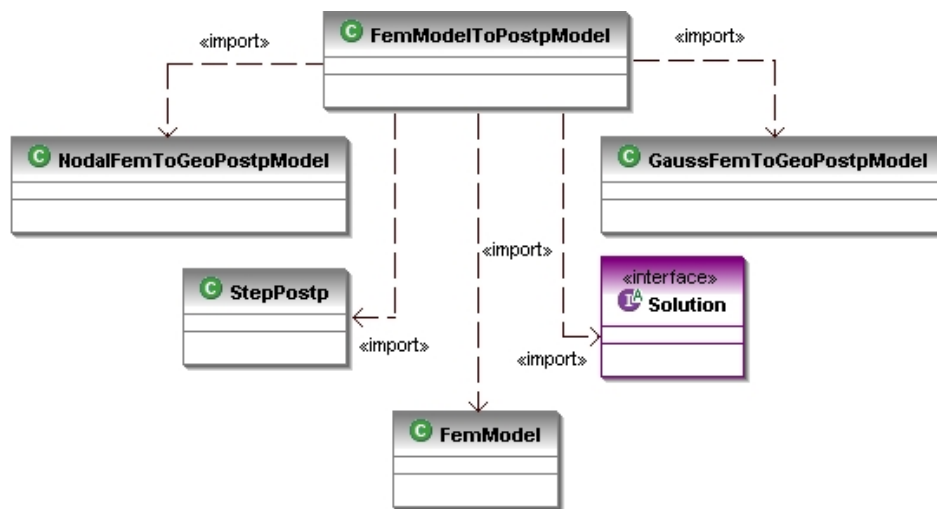 FemModelToPostpModel
«import»
«import»
NodalFemToGeoPostpModel
GaussFemToGeoPostpModel
«import»
«interface»
StepPostp
Solution
«import»
«import»
FemModel